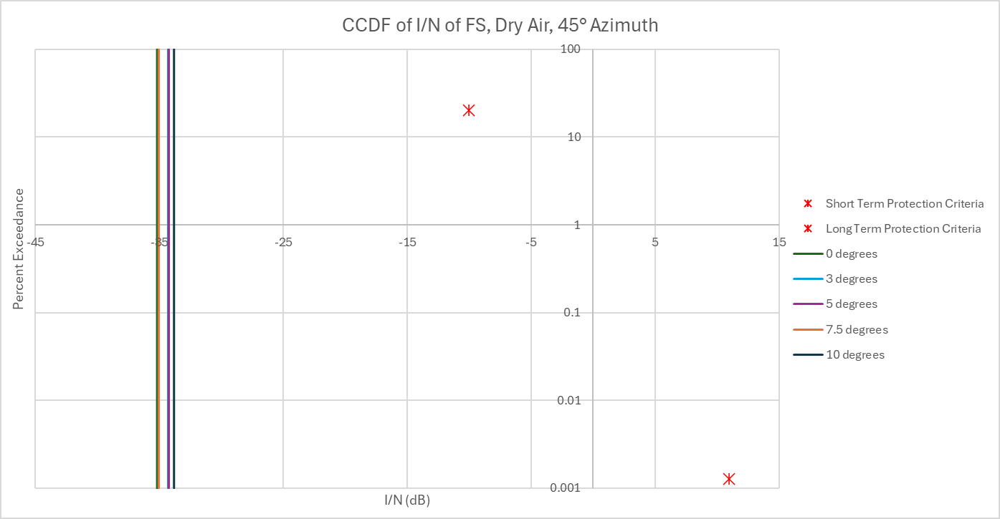 CCDF of I/N of FS, Dry Air, 45° Azimuth
100
10
1
-45
-35
-25
-15
-5
5
15
0.1
0.01
0.001
Percent Exceedance
I/N (dB)
Short Term Protection Criteria
Long Term Protection Criteria
0 degrees
3 degrees
5 degrees
7.5 degrees
10 degrees